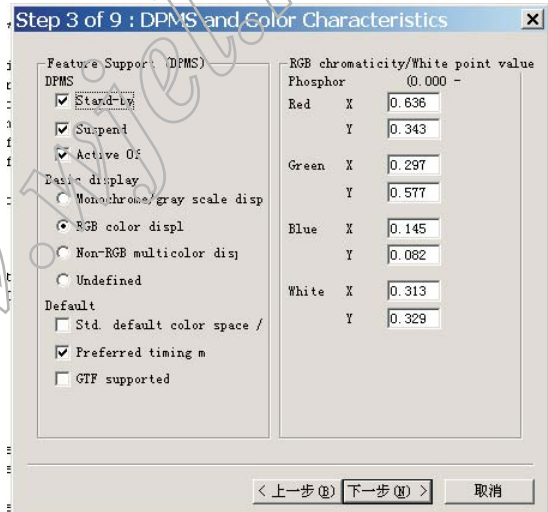 Step 3 of 9 : DPMS and Color Characteristics
Feature Support (DPMS)
DPMS
Stand-by
Suspend
Active Of
Basic display
Monochrome/gray scale disp
RGB color displ
Non-RGB multicolor disp
Undefined
Default
Std. default color space /
Preferred timing m
GTF supported
RGB chromaticity/White point value
Phosphor (0.000 -
Red X 0.636
Y 0.343
Green X 0.297
Y 0.577
Blue X 0.145
Y 0.082
White X 0.313
Y 0.329
< 上一步(B) 下一步(N) > 取消